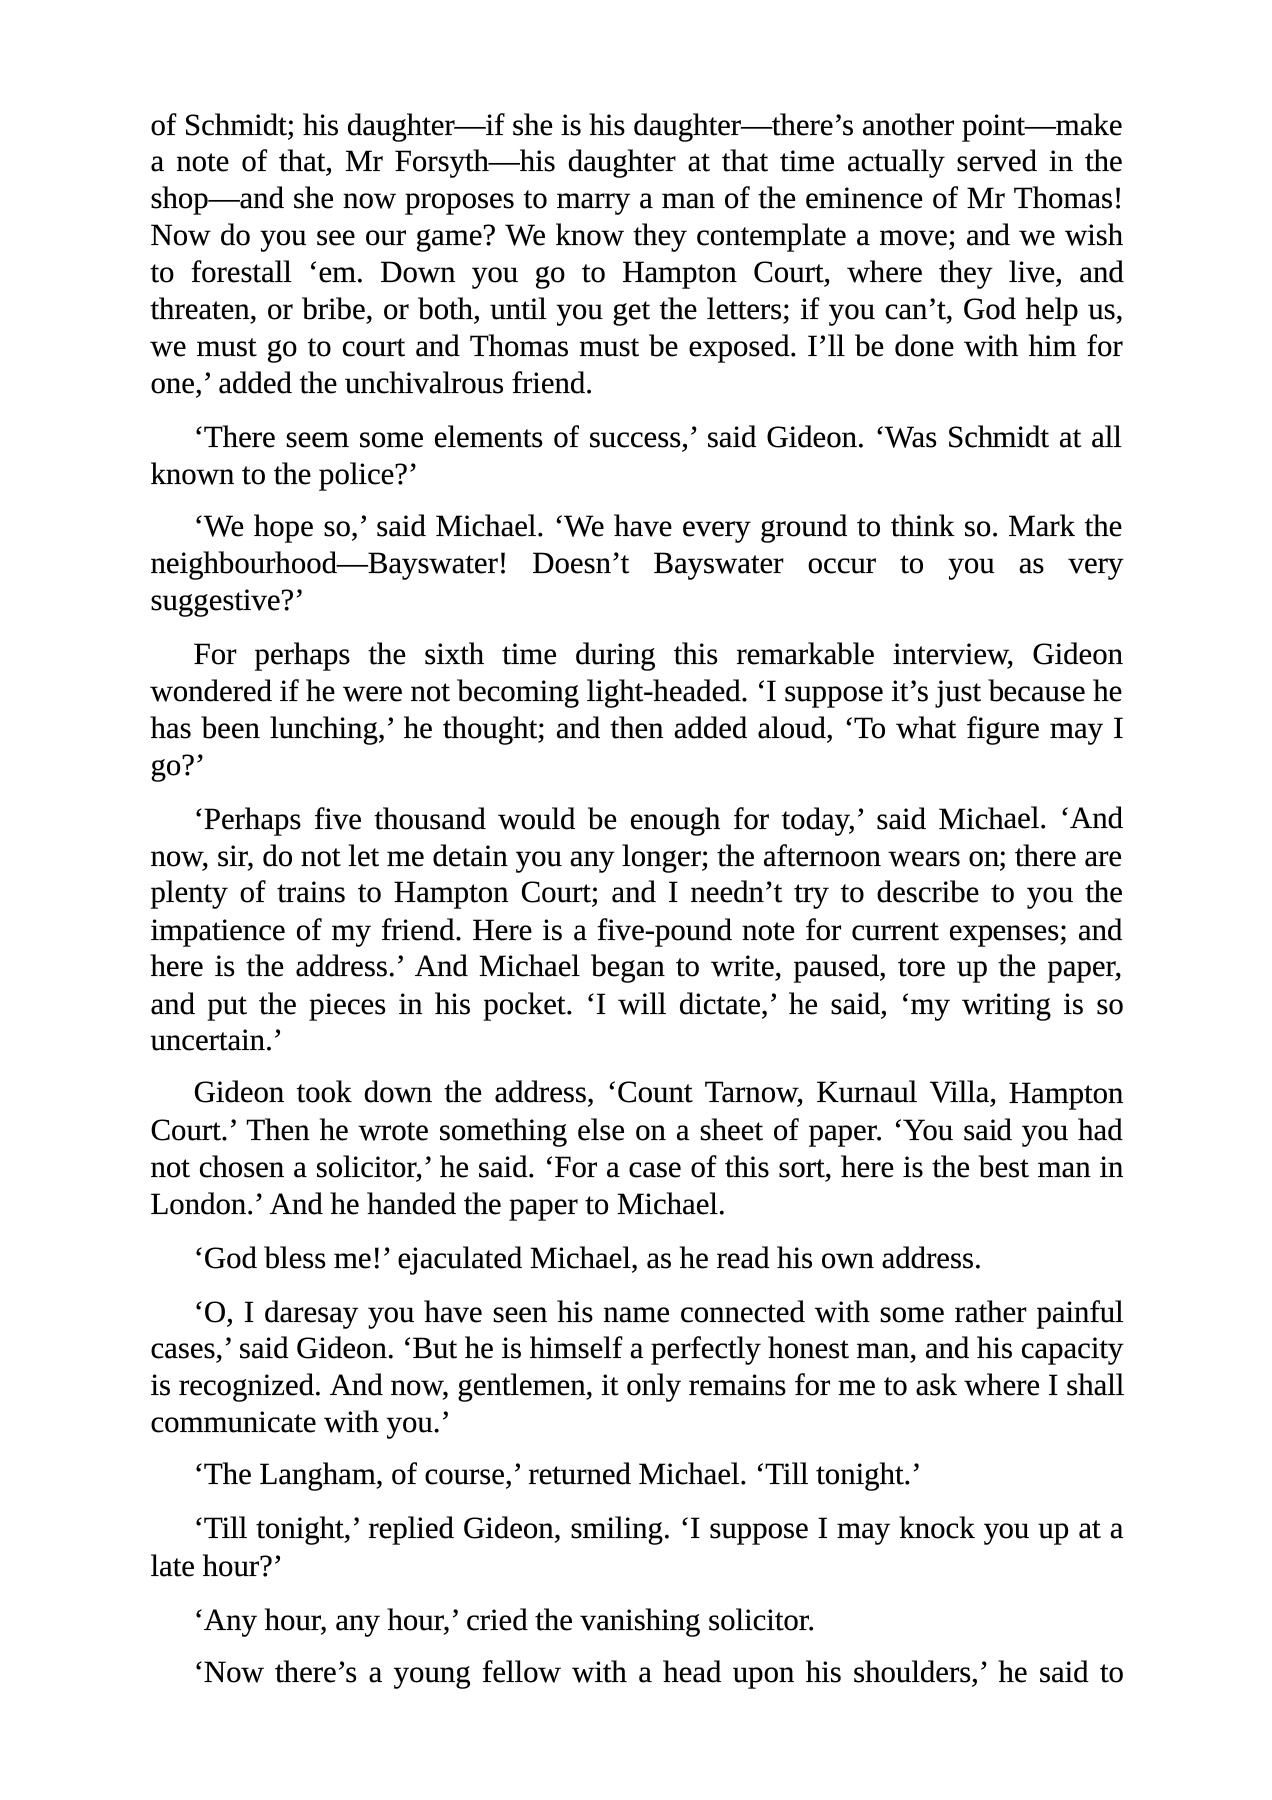 of Schmidt; his daughter—if she is his daughter—there’s another point—make
a note of that, Mr Forsyth—his daughter at that time actually served in the
shop—and she now proposes to marry a man of the eminence of Mr Thomas!
Now do you see our game? We know they contemplate a move; and we wish
to forestall ‘em. Down you go to Hampton Court, where they live, and
threaten, or bribe, or both, until you get the letters; if you can’t, God help us,
we must go to court and Thomas must be exposed. I’ll be done with him for
one,’ added the unchivalrous friend.
‘There seem some elements of success,’ said Gideon. ‘Was Schmidt at all
known to the police?’
‘We hope so,’ said Michael. ‘We have every ground to think so. Mark the
neighbourhood—Bayswater! Doesn’t Bayswater occur to you as very
suggestive?’
For perhaps the sixth time during this remarkable interview, Gideon
wondered if he were not becoming light-headed. ‘I suppose it’s just because he
has been lunching,’ he thought; and then added aloud, ‘To what figure may I
go?’
‘Perhaps five thousand would be enough for today,’ said Michael. ‘And
now, sir, do not let me detain you any longer; the afternoon wears on; there are
plenty of trains to Hampton Court; and I needn’t try to describe to you the
impatience of my friend. Here is a five-pound note for current expenses; and
here is the address.’ And Michael began to write, paused, tore up the paper,
and put the pieces in his pocket. ‘I will dictate,’ he said, ‘my writing is so
uncertain.’
Gideon took down the address, ‘Count Tarnow, Kurnaul Villa, Hampton
Court.’ Then he wrote something else on a sheet of paper. ‘You said you had
not chosen a solicitor,’ he said. ‘For a case of this sort, here is the best man in
London.’ And he handed the paper to Michael.
‘God bless me!’ ejaculated Michael, as he read his own address.
‘O, I daresay you have seen his name connected with some rather painful
cases,’ said Gideon. ‘But he is himself a perfectly honest man, and his capacity
is recognized. And now, gentlemen, it only remains for me to ask where I shall
communicate with you.’
‘The Langham, of course,’ returned Michael. ‘Till tonight.’
‘Till tonight,’ replied Gideon, smiling. ‘I suppose I may knock you up at a
late hour?’
‘Any hour, any hour,’ cried the vanishing solicitor.
‘Now there’s a young fellow with a head upon his shoulders,’ he said to